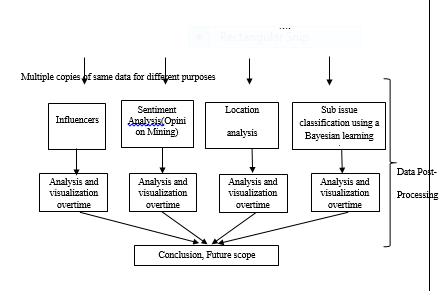 ....
Rectangular Snip
Multiple copies of same data for different purposes
Influencers
Sentiment
Analysis(Opini
on Mining)
Location
analysis
Sub issue
classification using a
Bayesian learning
.
Analysis and
visualization
overtime
Analysis and
visualization
overtime
Analysis and
visualization
overtime
Analysis and
visualization
overtime
Data Post-
Processing
Conclusion, Future scope